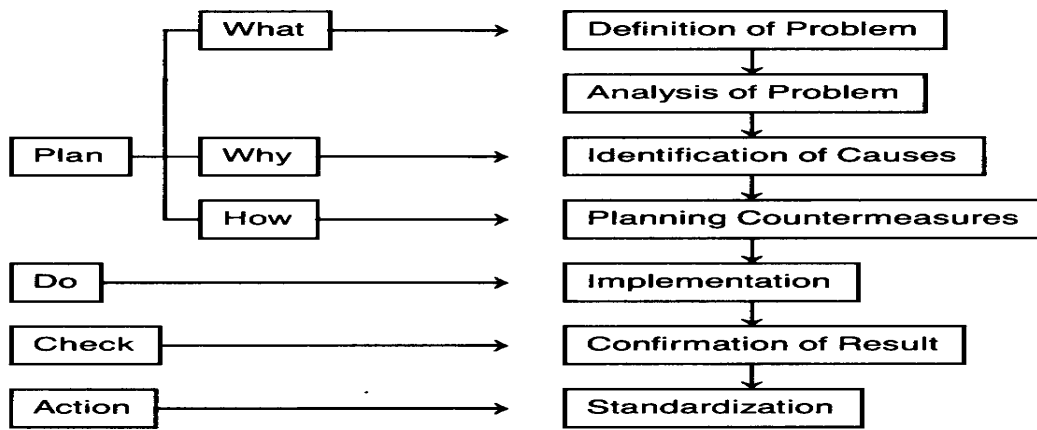 What
Definition of Problem
Analysis of Problem
Plan
Why
Identification of Causes
How
Planning Countermeasures
Do
Implementation
Check
Confirmation of Result
Action
Standardization